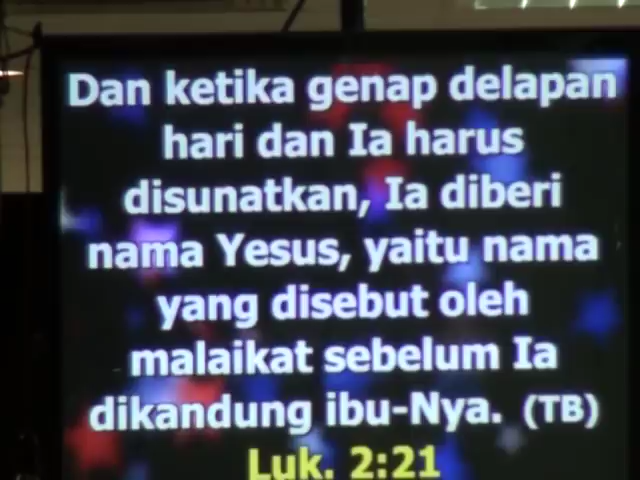 Dan ketika genap delapan
hari dan Ia harus
disunatkan, Ia diberi
nama Yesus, yaitu nama
yang disebut oleh
malaikat sebelum Ia
dikandung ibu-Nya. (TB)
Luk. 2:21